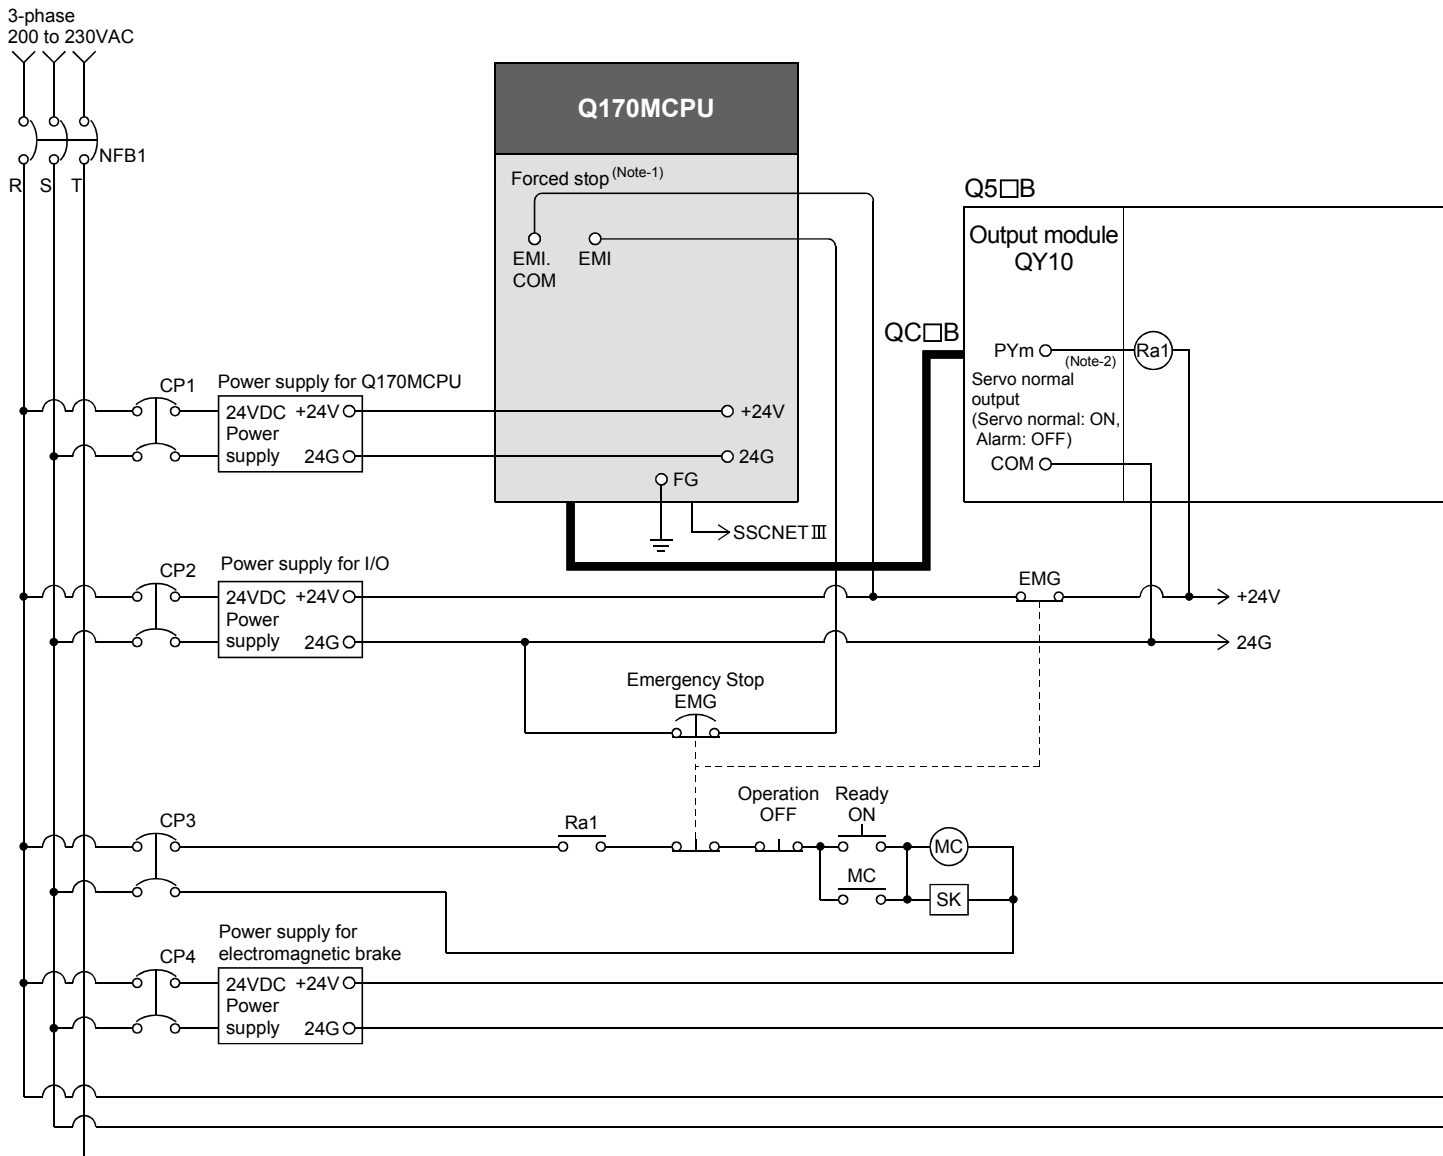 3-phase
200 to 230VAC
NFB1
R S T
Q170MCPU
Forced stop (Note-1)
EMI.
COM
EMI
+24V
24G
FG
SSCNETⅢ
Q5□B
Output module
QY10
QC□B
PYm
(Note-2)
Ra1
Servo normal
output
(Servo normal: ON,
Alarm: OFF)
COM
CP1
Power supply for Q170MCPU
24VDC +24V
Power
supply 24G
CP2
Power supply for I/O
24VDC +24V
Power
supply 24G
EMG
+24V
24G
Emergency Stop
EMG
CP3
Ra1
Operation
OFF
Ready
ON
MC
MC
SK
CP4
Power supply for
electromagnetic brake
24VDC +24V
Power
supply 24G